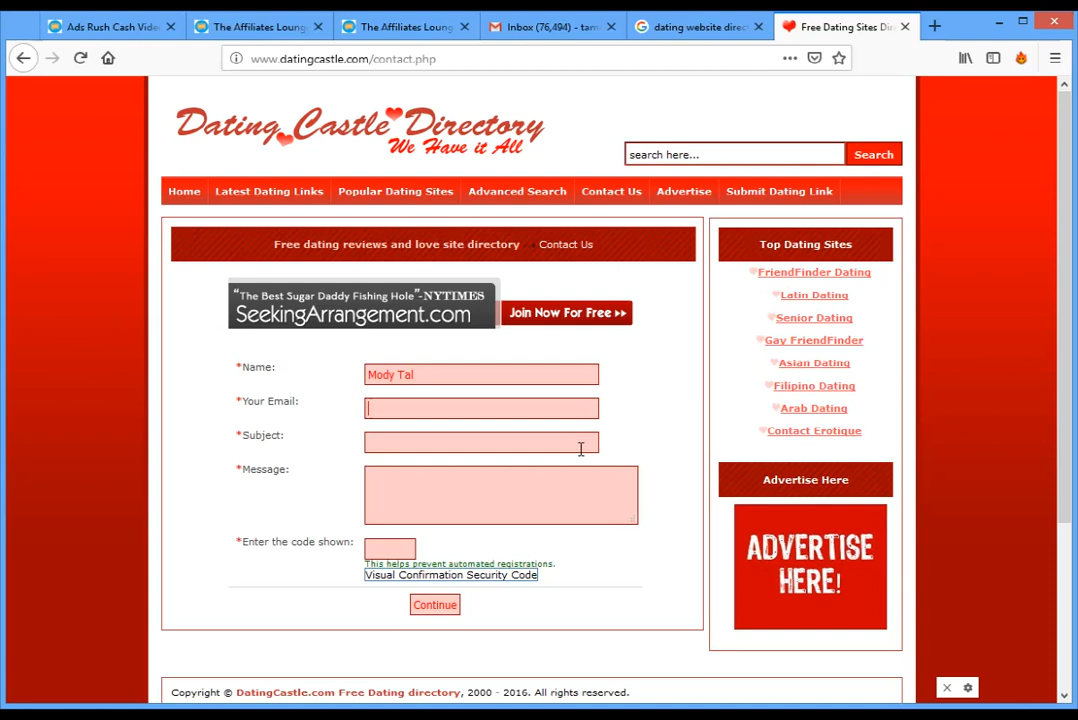 Ads Rush Cash Vide
The Affiliates Loung
The Affiliates Loung
Inbox (76,494) - tam
dating website direc
Free Dating Sites Dir
www.datingcastle.com/contact.php
Dating Castle Directory
We Have it All
search here...
Search
Home
Latest Dating Links
Popular Dating Sites
Advanced Search
Contact Us
Advertise
Submit Dating Link
Free dating reviews and love site directory
Contact Us
Top Dating Sites
FriendFinder Dating
Latin Dating
Senior Dating
Gay FriendFinder
Asian Dating
Filipino Dating
Arab Dating
Contact Erotique
"The Best Sugar Daddy Fishing Hole"-NYTIMES
SeekingArrangement.com
Join Now For Free >>
*Name:
Mody Tal
*Your Email:
*Subject:
*Message:
*Enter the code shown:
This helps prevent automated registrations.
Visual Confirmation Security Code
Continue
Advertise Here
ADVERTISE
HERE!
Copyright © DatingCastle.com Free Dating directory, 2000 - 2016. All rights reserved.